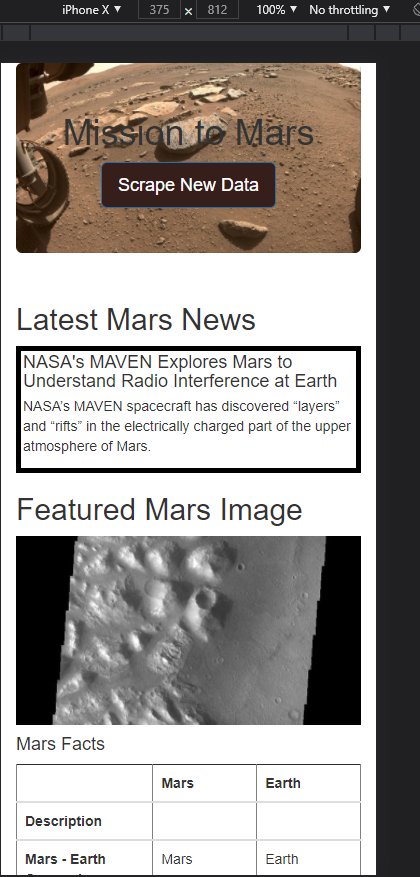 iPhone X ▼ 375 × 812 100% ▼ No throttling ▼
Mission to Mars
Scrape New Data
Latest Mars News
NASA's MAVEN Explores Mars to
Understand Radio Interference at Earth
NASA’s MAVEN spacecraft has discovered “layers”
and “rifts” in the electrically charged part of the upper
atmosphere of Mars.
Featured Mars Image
Mars Facts
Mars Earth
Description
Mars - Earth Mars Earth